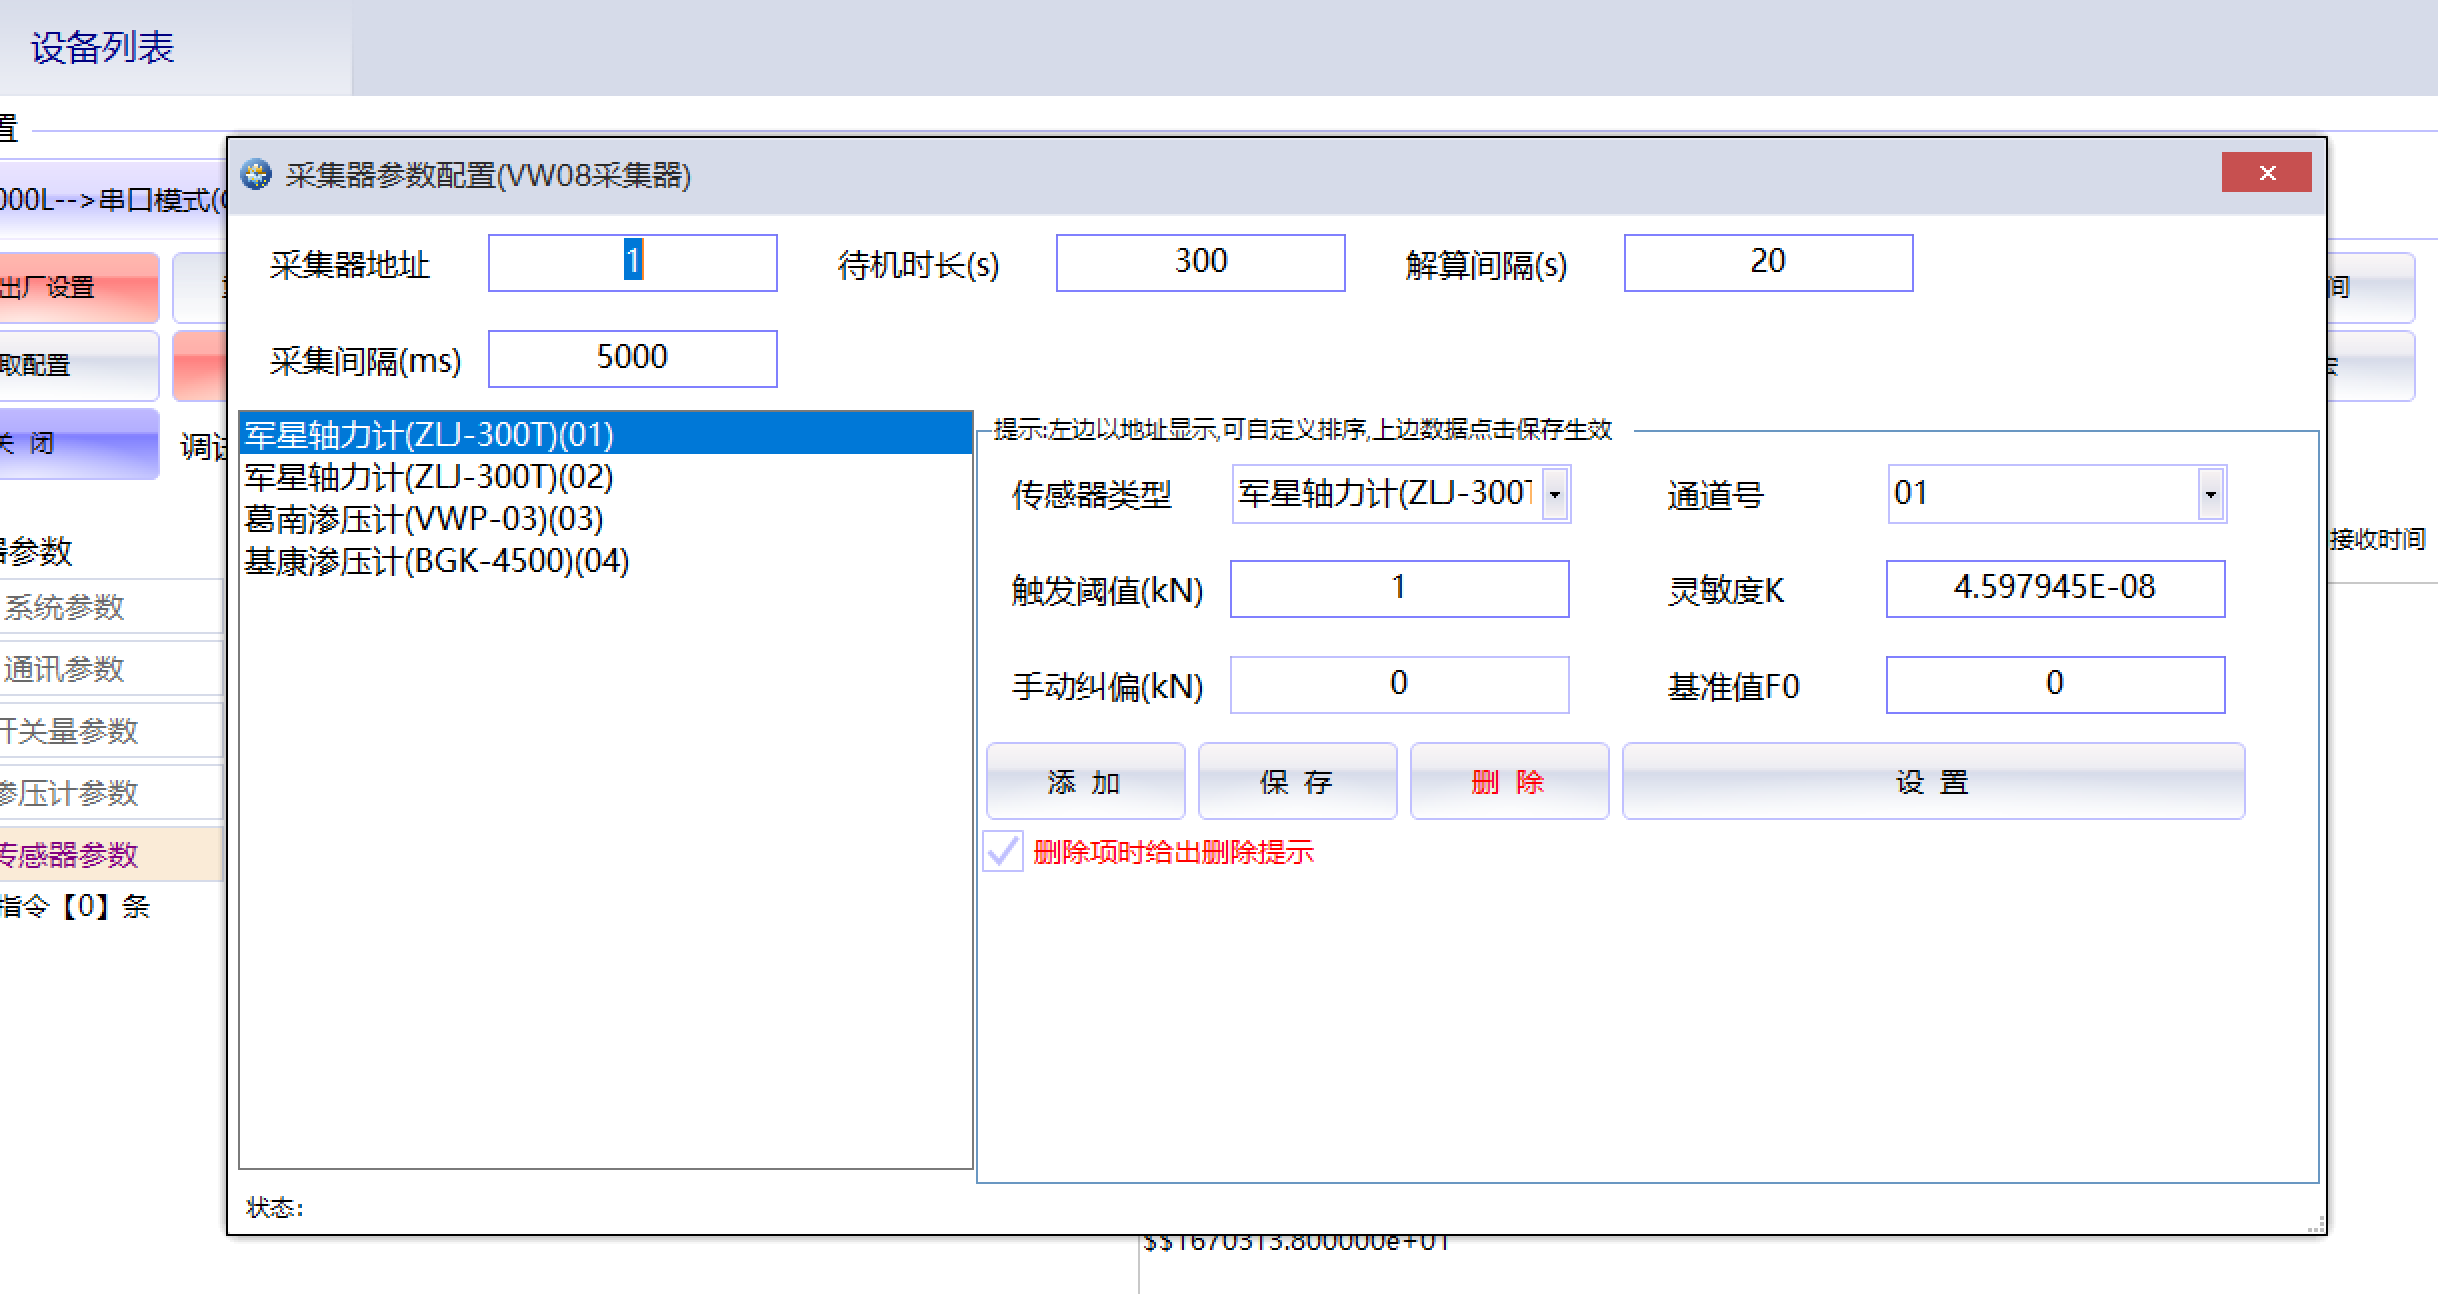 设备列表
置
000L-->串口模式(
采集器参数配置(VW08采集器)
采集器地址 1 待机时长(s) 300 解算间隔(s) 20
出厂设置 间
采集间隔(ms) 5000
取配置
军星轴力计(ZLJ-300T)(01)
军星轴力计(ZLJ-300T)(02)
葛南渗压计(VWP-03)(03)
基康渗压计(BGK-4500)(04)
提示:左边以地址显示,可自定义排序,上边数据点击保存生效
关 闭 调试
传感器类型 军星轴力计(ZLJ-300T 通道号 01
接收时间
器参数
触发阈值(kN) 1 灵敏度K 4.597945E-08
系统参数
手动纠偏(kN) 0 基准值F0 0
通讯参数
开关量参数
添 加 保 存 删 除 设 置
渗压计参数
删除项时给出删除提示
传感器参数
指令【0】条
状态:
$$1670313.800000e+01